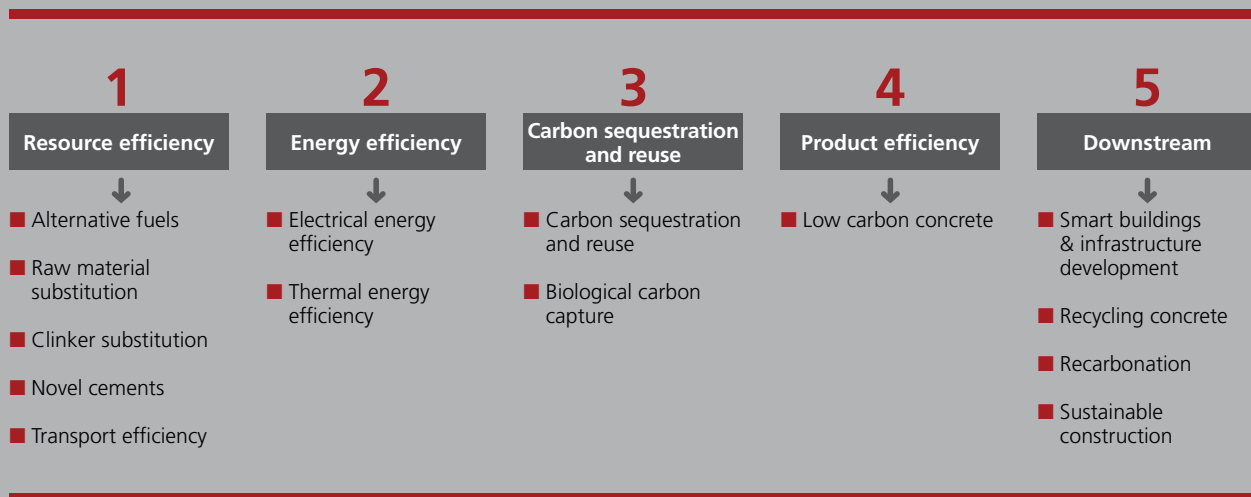 1
Resource efficiency
Alternative fuels
Raw material
substitution
Clinker substitution
Novel cements
Transport efficiency
2
Energy efficiency
Electrical energy
efficiency
Thermal energy
efficiency
3
Carbon sequestration
and reuse
Carbon sequestration
and reuse
Biological carbon
capture
4
Product efficiency
Low carbon concrete
5
Downstream
Smart buildings
& infrastructure
development
Recycling concrete
Recarbonation
Sustainable
construction